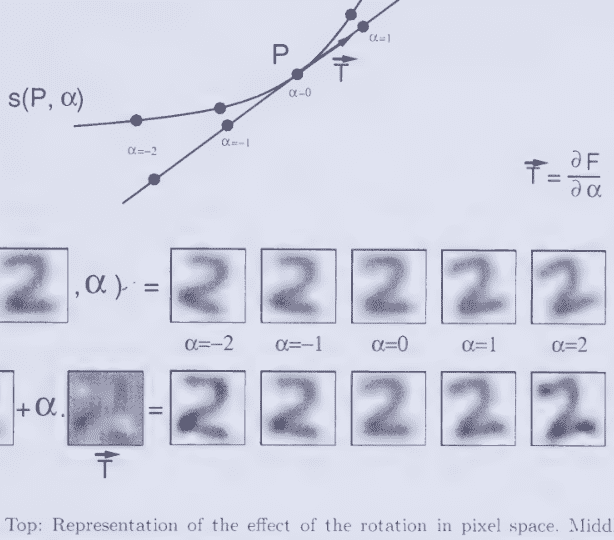 α=1
P
T
α=0
s(P, α)
α=-2
α=-1
T = ∂F / ∂α
, α ) =
α=-2 α=-1 α=0 α=1 α=2
+ α. =
T
Top: Representation of the effect of the rotation in pixel space.